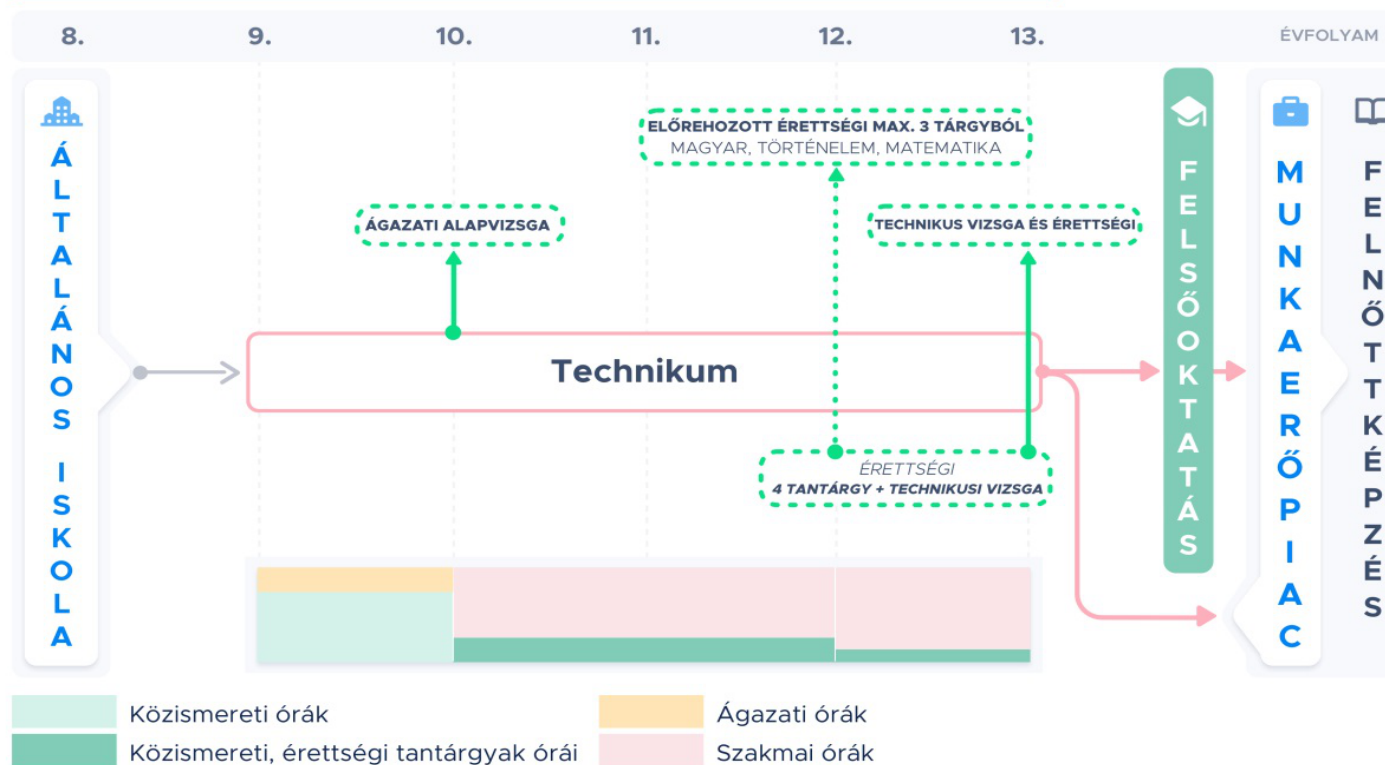 8. 9. 10. 11. 12. 13. ÉVFOLYAM
ÁLTALÁNOS ISKOLA
ELŐREHOZOTT ÉRETTSÉGI MAX. 3 TÁRGYBÓL
MAGYAR, TÖRTÉNELEM, MATEMATIKA
ÁGAZATI ALAPVIZSGA
TECHNIKUS VIZSGA ÉS ÉRETTSÉGI
Technikum
ÉRETTSÉGI
4 TANTÁRGY + TECHNIKUSI VIZSGA
FELSŐOKTATÁS
MUNKAERŐPIAC
FELNŐTTKÉPZÉS
Közismereti órák
Ágazati órák
Közismereti, érettségi tantárgyak órái
Szakmai órák